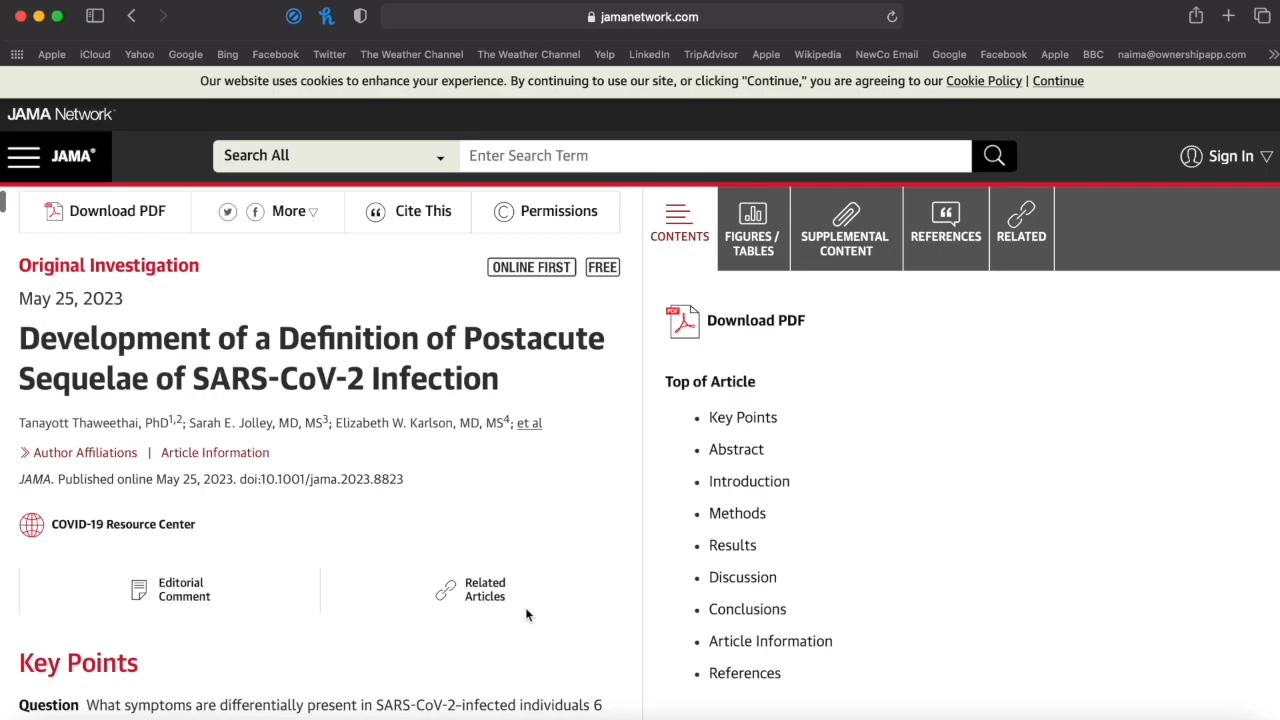 jamanetwork.com
Apple iCloud Yahoo Google Bing Facebook Twitter The Weather Channel The Weather Channel Yelp LinkedIn TripAdvisor Apple Wikipedia NewCo Email Google Facebook Apple BBC naima@ownershipapp.com
Our website uses cookies to enhance your experience. By continuing to use our site, or clicking "Continue," you are agreeing to our Cookie Policy | Continue
JAMA Network
JAMA® Search All Enter Search Term Sign In
Download PDF More Cite This Permissions
CONTENTS FIGURES / TABLES SUPPLEMENTAL CONTENT REFERENCES RELATED
Original Investigation ONLINE FIRST FREE
May 25, 2023
Development of a Definition of Postacute
Sequelae of SARS-CoV-2 Infection
Tanayott Thaweethai, PhD1,2; Sarah E. Jolley, MD, MS3; Elizabeth W. Karlson, MD, MS4; et al
Author Affiliations | Article Information
JAMA. Published online May 25, 2023. doi:10.1001/jama.2023.8823
COVID-19 Resource Center
Editorial
Comment
Related
Articles
Key Points
Question What symptoms are differentially present in SARS-CoV-2–infected individuals 6
PDF
Download PDF
Top of Article
Key Points
Abstract
Introduction
Methods
Results
Discussion
Conclusions
Article Information
References